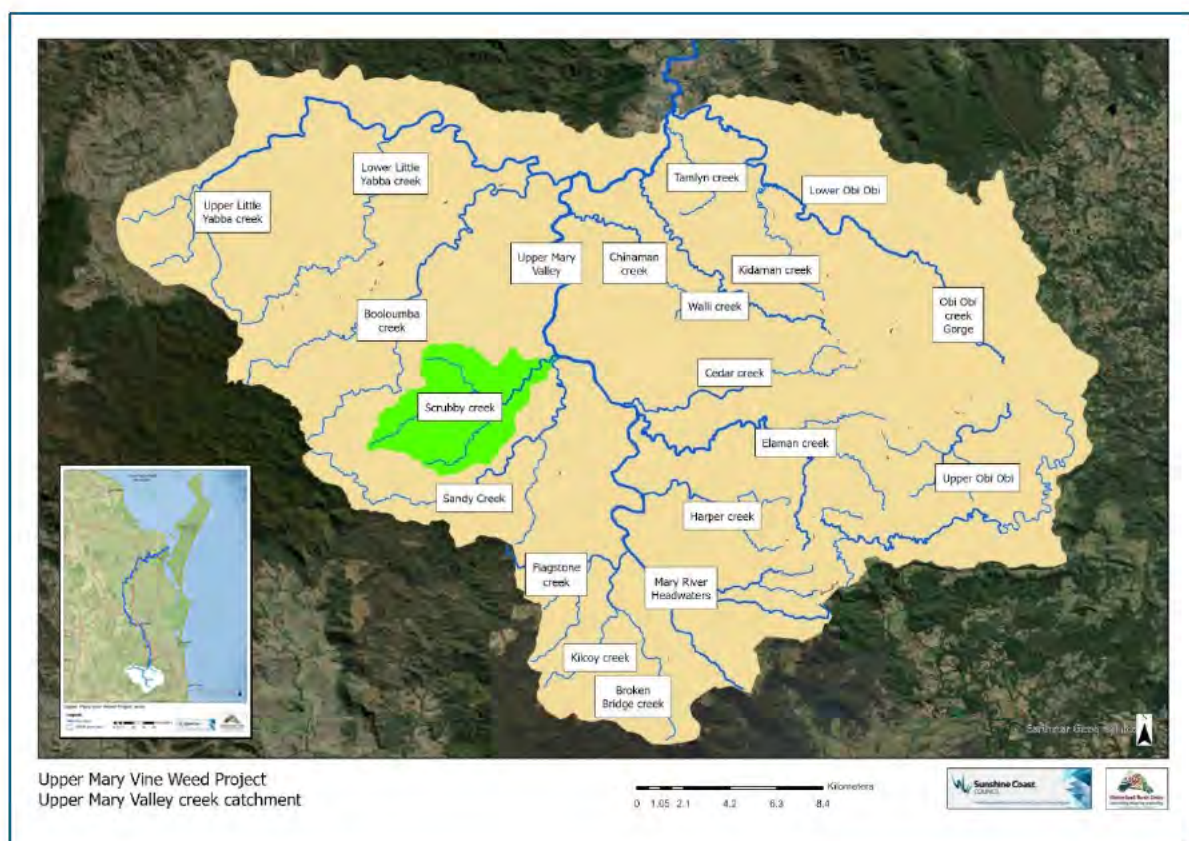 Lower Little
Yabba creek
Upper Little
Yabba creek
Tamlyn creek
Lower Obi Obi
Upper Mary
Valley
Chinaman
creek
Kidaman creek
Walli creek
Obi Obi
creek
Gorge
Booloumba
creek
Cedar creek
Scrubby creek
Elaman creek
Upper Obi Obi
Sandy Creek
Harper creek
Flagstone
creek
Mary River
Headwaters
Kilcoy creek
Broken
Bridge creek
Upper Mary Vine Weed Project
Upper Mary Valley creek catchment
Kilometers
0 1.05 2.1 4.2 6.3 8.4
Sunshine Coast
COUNCIL